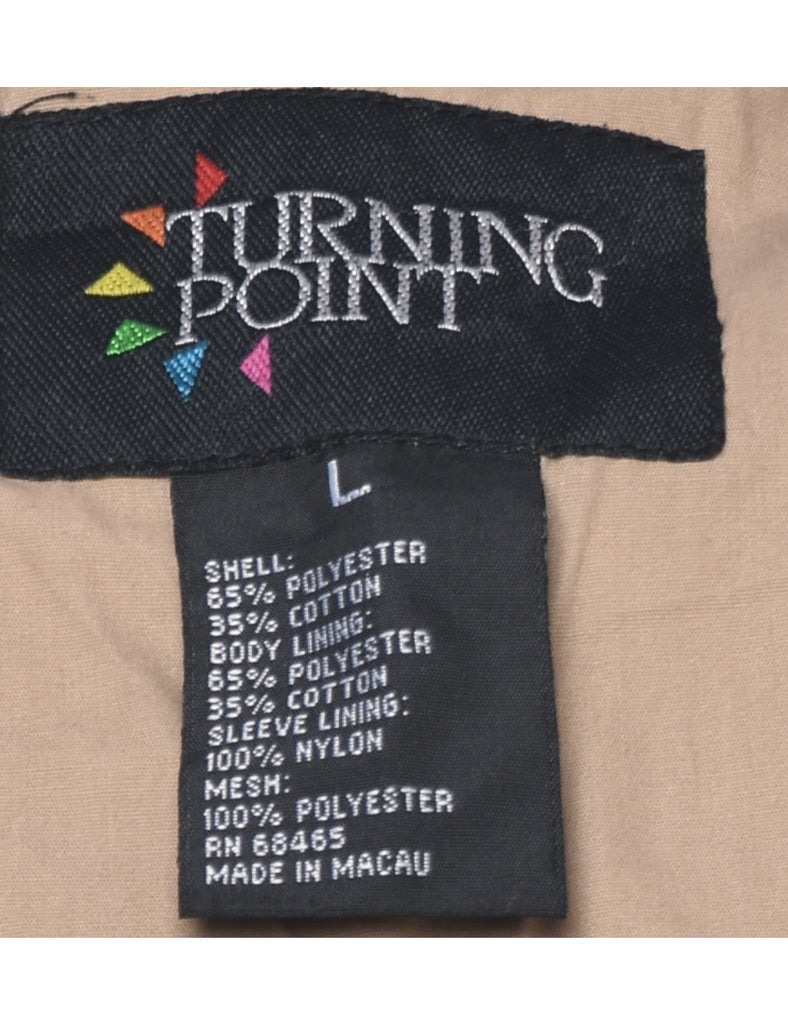 TURNING
POINT
L
SHELL:
65% POLYESTER
35% COTTON
BODY LINING:
65% POLYESTER
35% COTTON
SLEEVE LINING:
100% NYLON
MESH:
100% POLYESTER
RN 68465
MADE IN MACAU